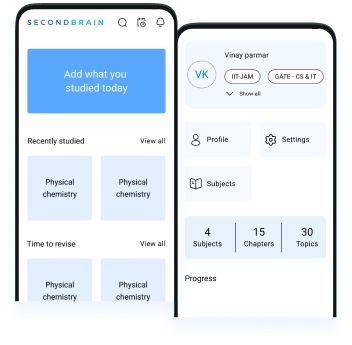 SECONDBRAIN
Add what you
studied today
Recently studied
View all
Physical
chemistry
Physical
chemistry
Time to revise
View all
Physical
chemistry
Physical
chemistry
Vinay parmar
VK
IIT-JAM
GATE - CS & IT
Show all
Profile
Settings
Subjects
4
Subjects
15
Chapters
30
Topics
Progress